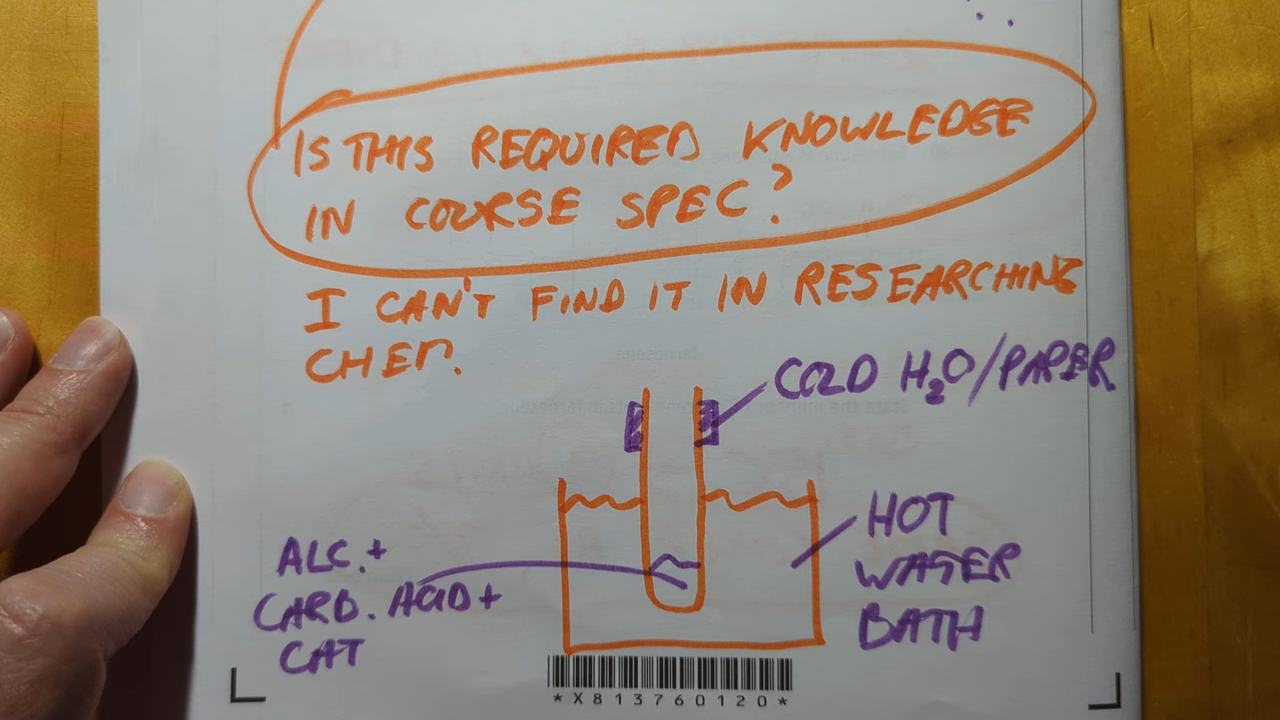 IS THIS REQUIRED KNOWLEDGE
IN COURSE SPEC?
I CAN'T FIND IT IN RESEARCHING
CHEM.
COLD H₂O/PAPER
HOT
WATER
BATH
ALC. +
CARB. ACID +
CAT
*X813760120*